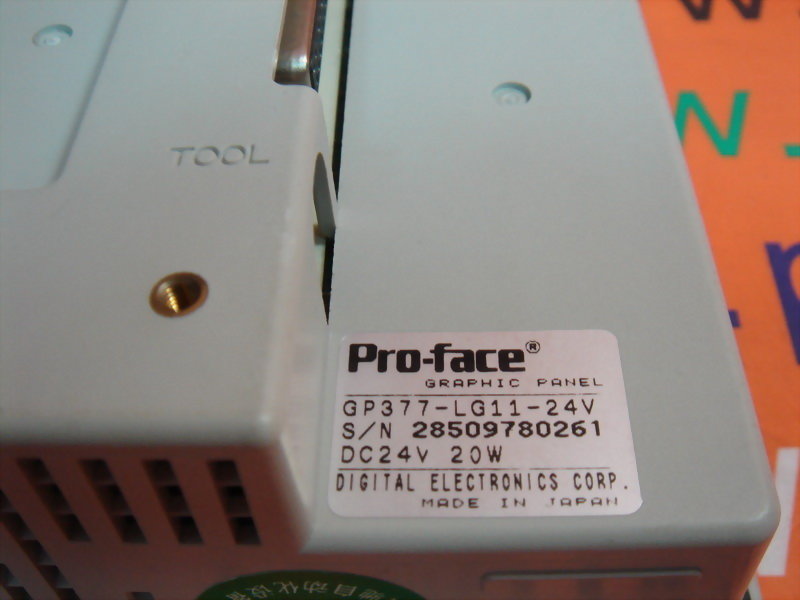 TOOL
Pro-face®
GRAPHIC PANEL
GP377-LG11-24V
S/N 28509780261
DC24V 20W
DIGITAL ELECTRONICS CORP.
MADE IN JAPAN